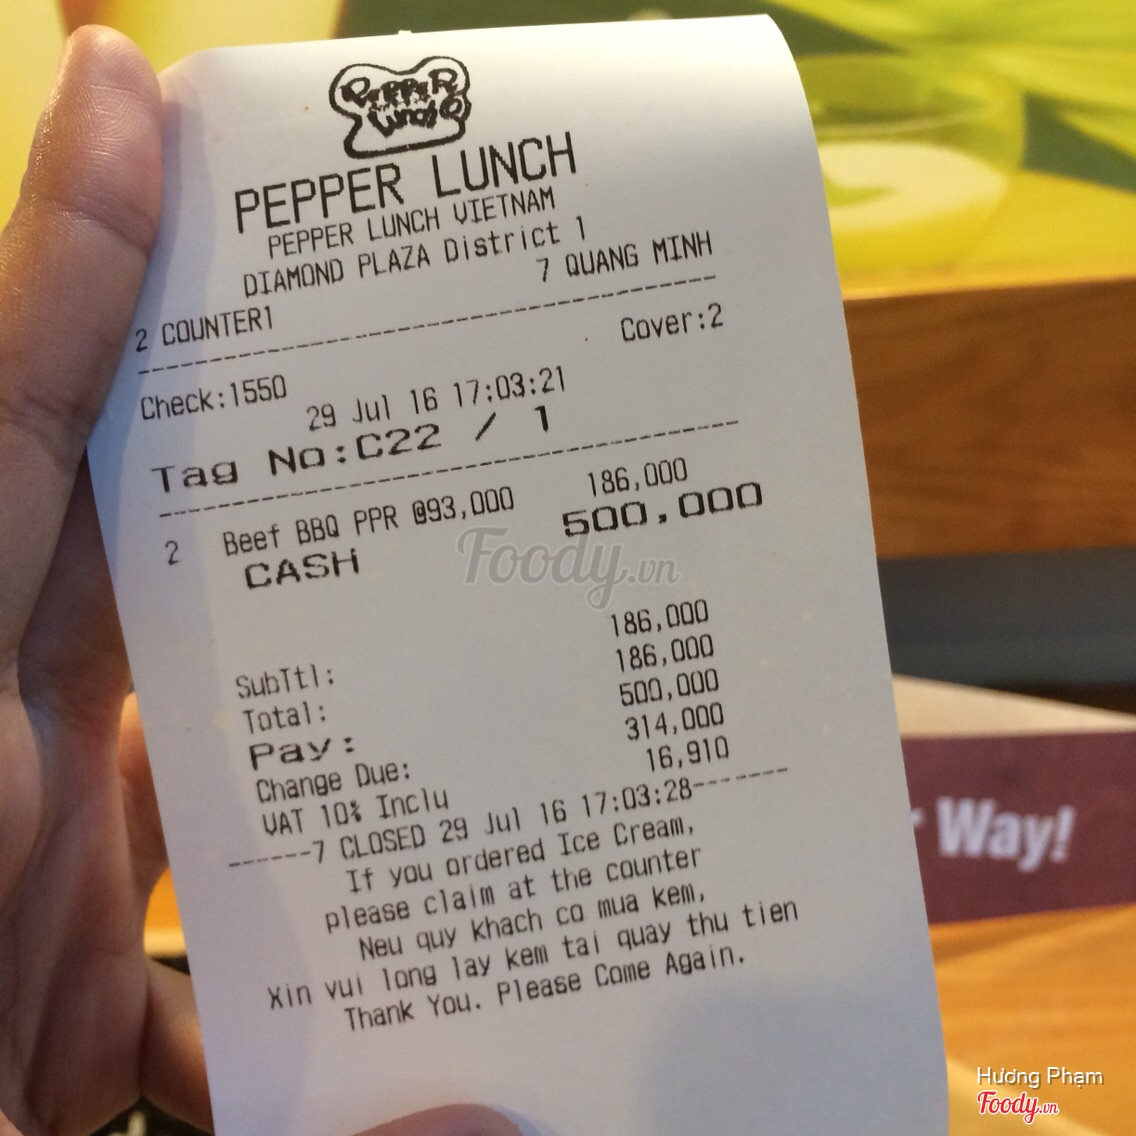 PEPPER
Lunch
PEPPER LUNCH
PEPPER LUNCH VIETNAM
DIAMOND PLAZA District 1
7 QUANG MINH
2 COUNTER1
Check:1550 Cover:2
29 Jul 16 17:03:21
Tag No:C22 / 1
2 Beef BBQ PPR @93,000 186,000
CASH 500,000
SubTtl: 186,000
Total: 186,000
Pay: 500,000
Change Due: 314,000
VAT 10% Inclu 16,910
------7 CLOSED 29 Jul 16 17:03:28-------
If you ordered Ice Cream,
please claim at the counter
Neu quy khach co mua kem,
Xin vui long lay kem tai quay thu tien
Thank You. Please Come Again.
Foody.vn
r Way!
Hương Phạm
Foody.vn